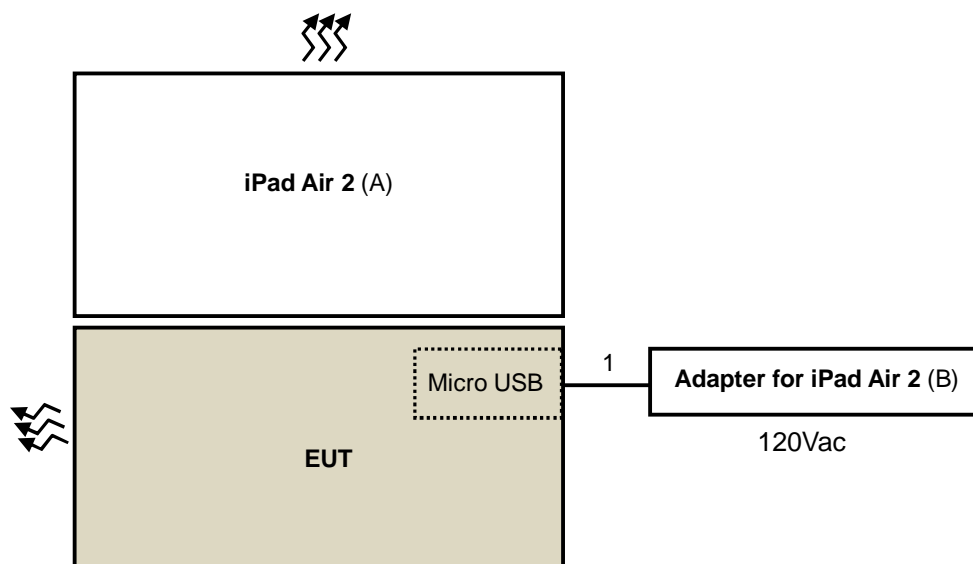 iPad Air 2 (A)
Micro USB
1
Adapter for iPad Air 2 (B)
120Vac
EUT